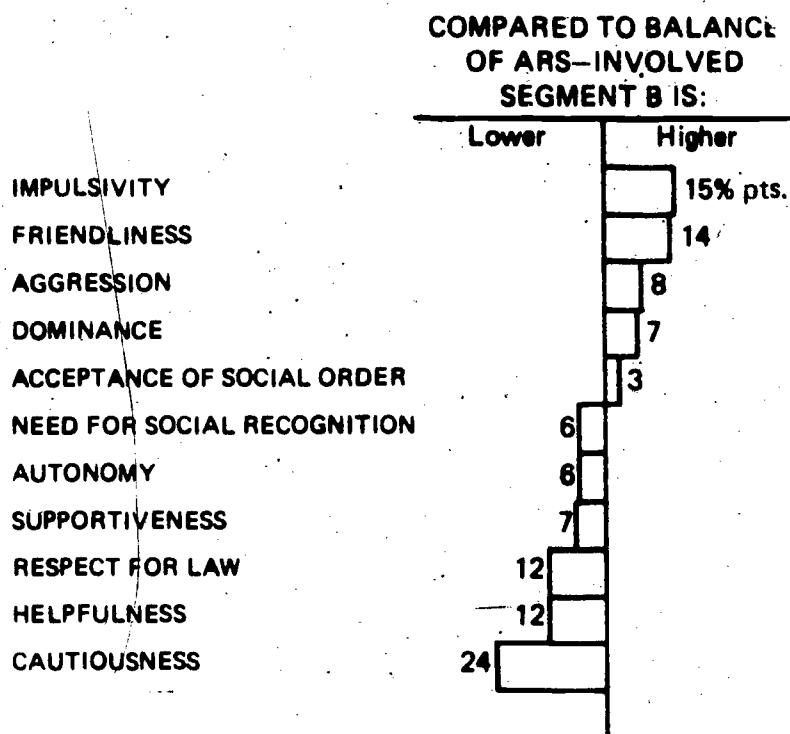 COMPARED TO BALANCE
OF ARS-INVOLVED
SEGMENT B IS:
Lower Higher
IMPULSIVITY 15% pts.
FRIENDLINESS 14
AGGRESSION 8
DOMINANCE 7
ACCEPTANCE OF SOCIAL ORDER 3
NEED FOR SOCIAL RECOGNITION 6
AUTONOMY 6
SUPPORTIVENESS 7
RESPECT FOR LAW 12
HELPFULNESS 12
CAUTIOUSNESS 24